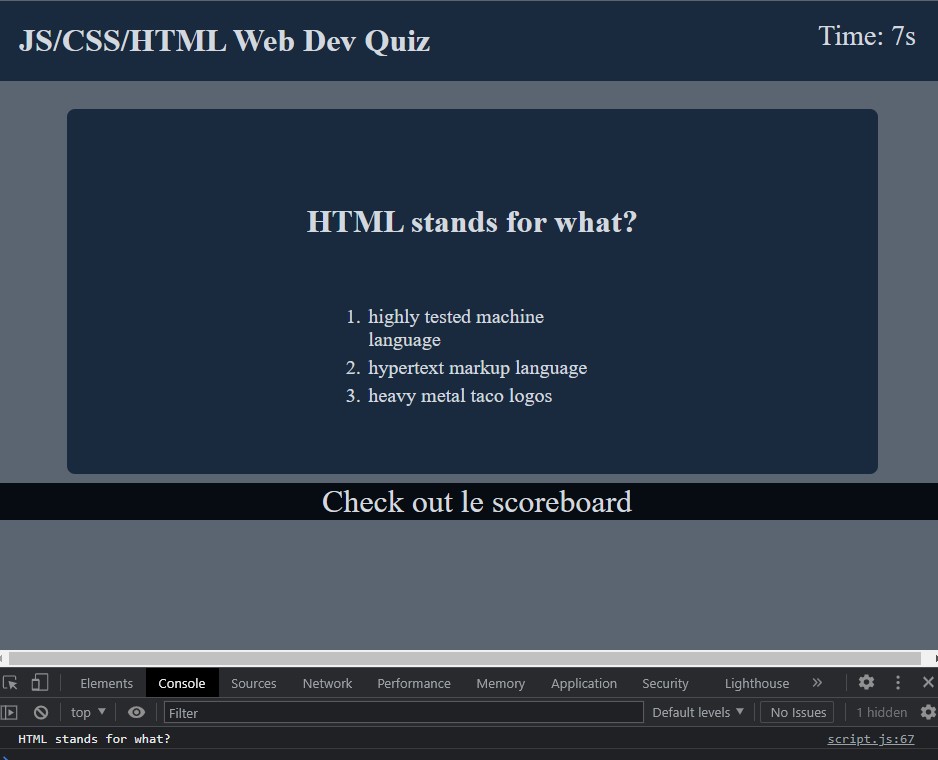 JS/CSS/HTML Web Dev Quiz
Time: 7s
HTML stands for what?
1. highly tested machine
language
2. hypertext markup language
3. heavy metal taco logos
Check out le scoreboard
Elements Console Sources Network Performance Memory Application Security Lighthouse »
top ▼ Filter Default levels ▼ No Issues 1 hidden
HTML stands for what? script.js:67